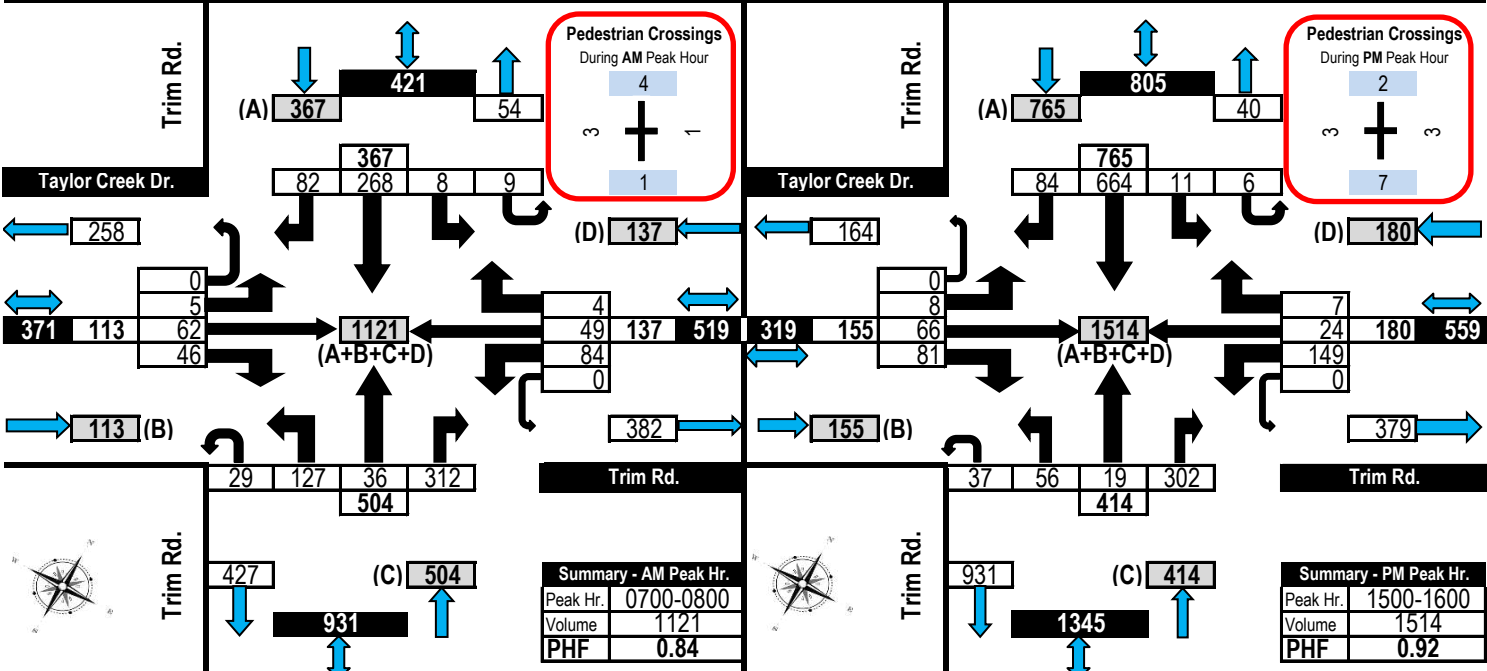 Trim Rd.
Taylor Creek Dr.
Pedestrian Crossings
During AM Peak Hour
4
3
1
1
421
(A) 367
54
367
82 268 8 9
258
(D) 137
0
5
62
46
371 113
1121
(A+B+C+D)
4
49
84
0
137 519
113 (B)
382
29 127 36 312
504
Trim Rd.
Trim Rd.
427
(C) 504
931
Summary - AM Peak Hr.
Peak Hr. 0700-0800
Volume 1121
PHF 0.84
Trim Rd.
Taylor Creek Dr.
Pedestrian Crossings
During PM Peak Hour
2
3
3
7
805
(A) 765
40
765
84 664 11 6
164
(D) 180
0
8
66
81
319 155
1514
(A+B+C+D)
7
24
149
0
180 559
155 (B)
379
37 56 19 302
414
Trim Rd.
Trim Rd.
931
(C) 414
1345
Summary - PM Peak Hr.
Peak Hr. 1500-1600
Volume 1514
PHF 0.92